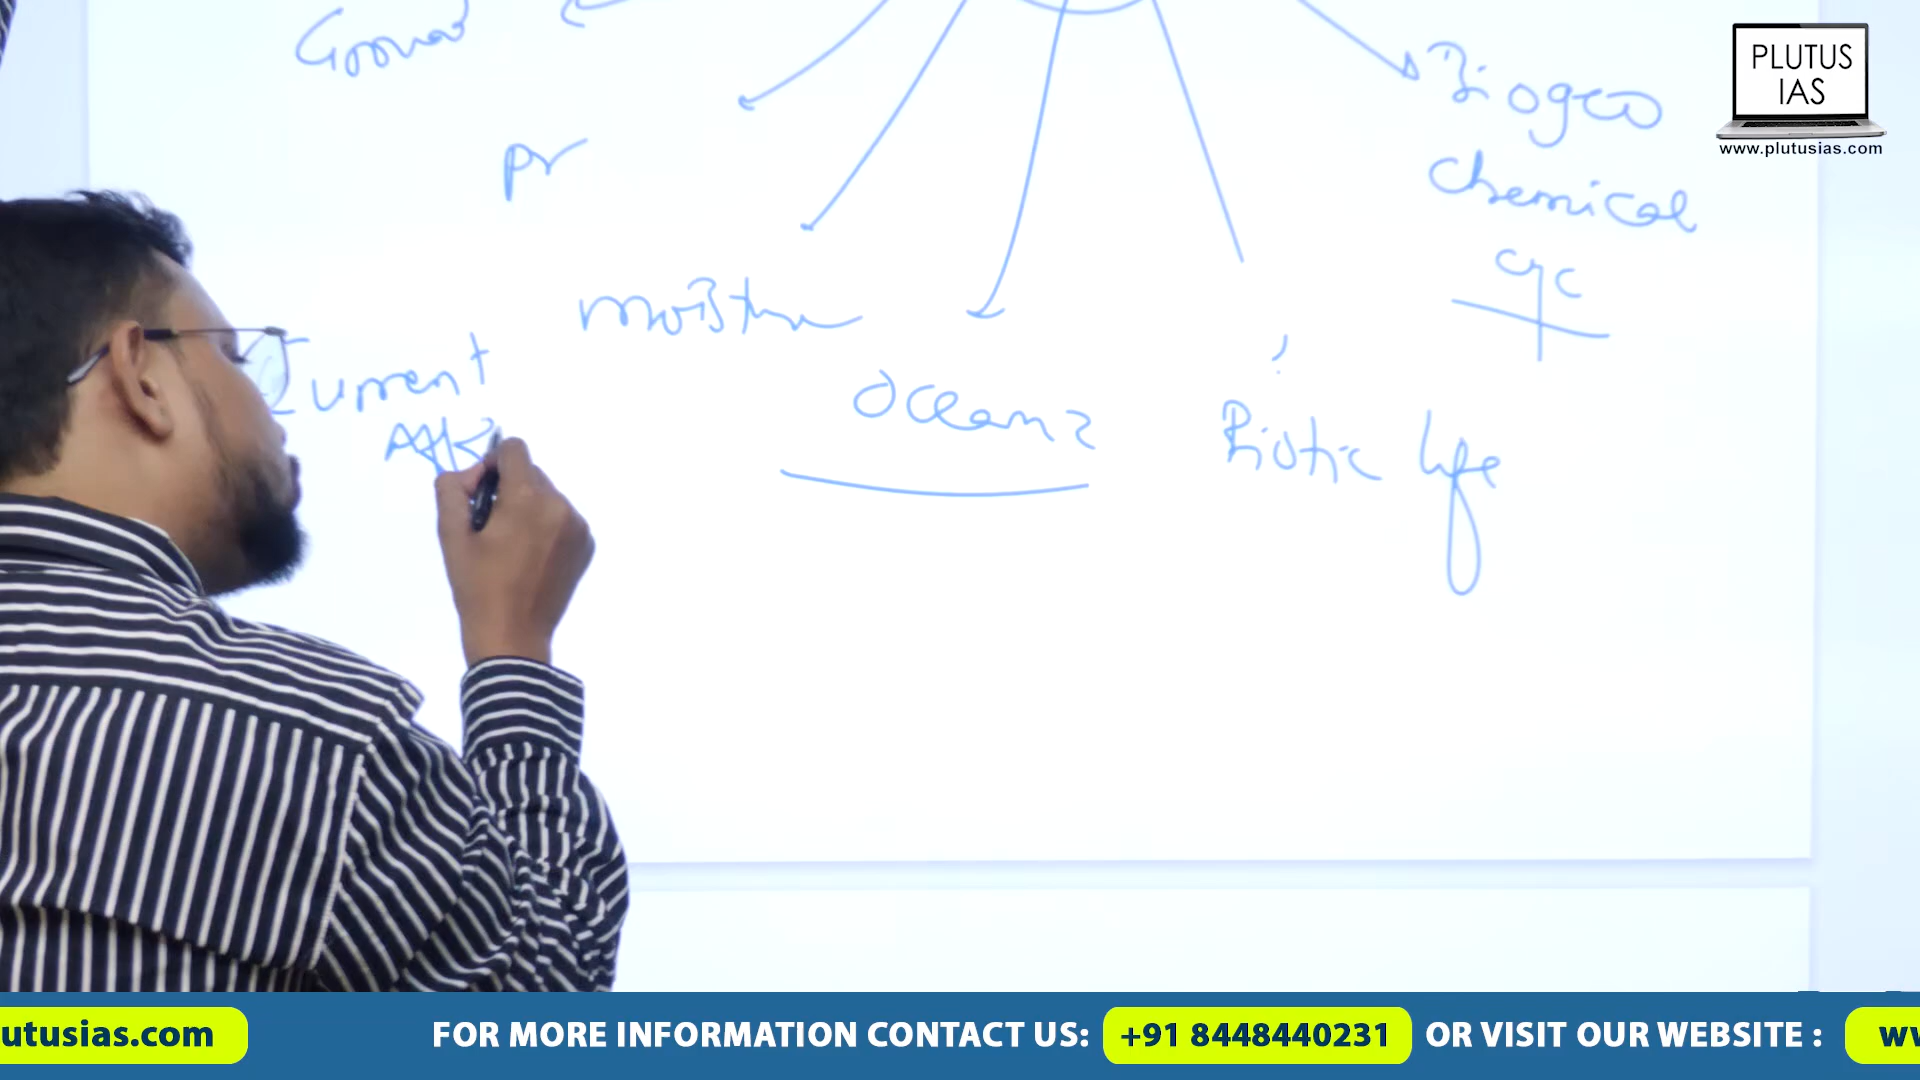 Ground
Biogeo
chemical
cyc
Pr
moisture
Current
Oceans
Biotic life
PLUTUS
IAS
www.plutusias.com
utusias.com
FOR MORE INFORMATION CONTACT US: +91 8448440231 OR VISIT OUR WEBSITE :